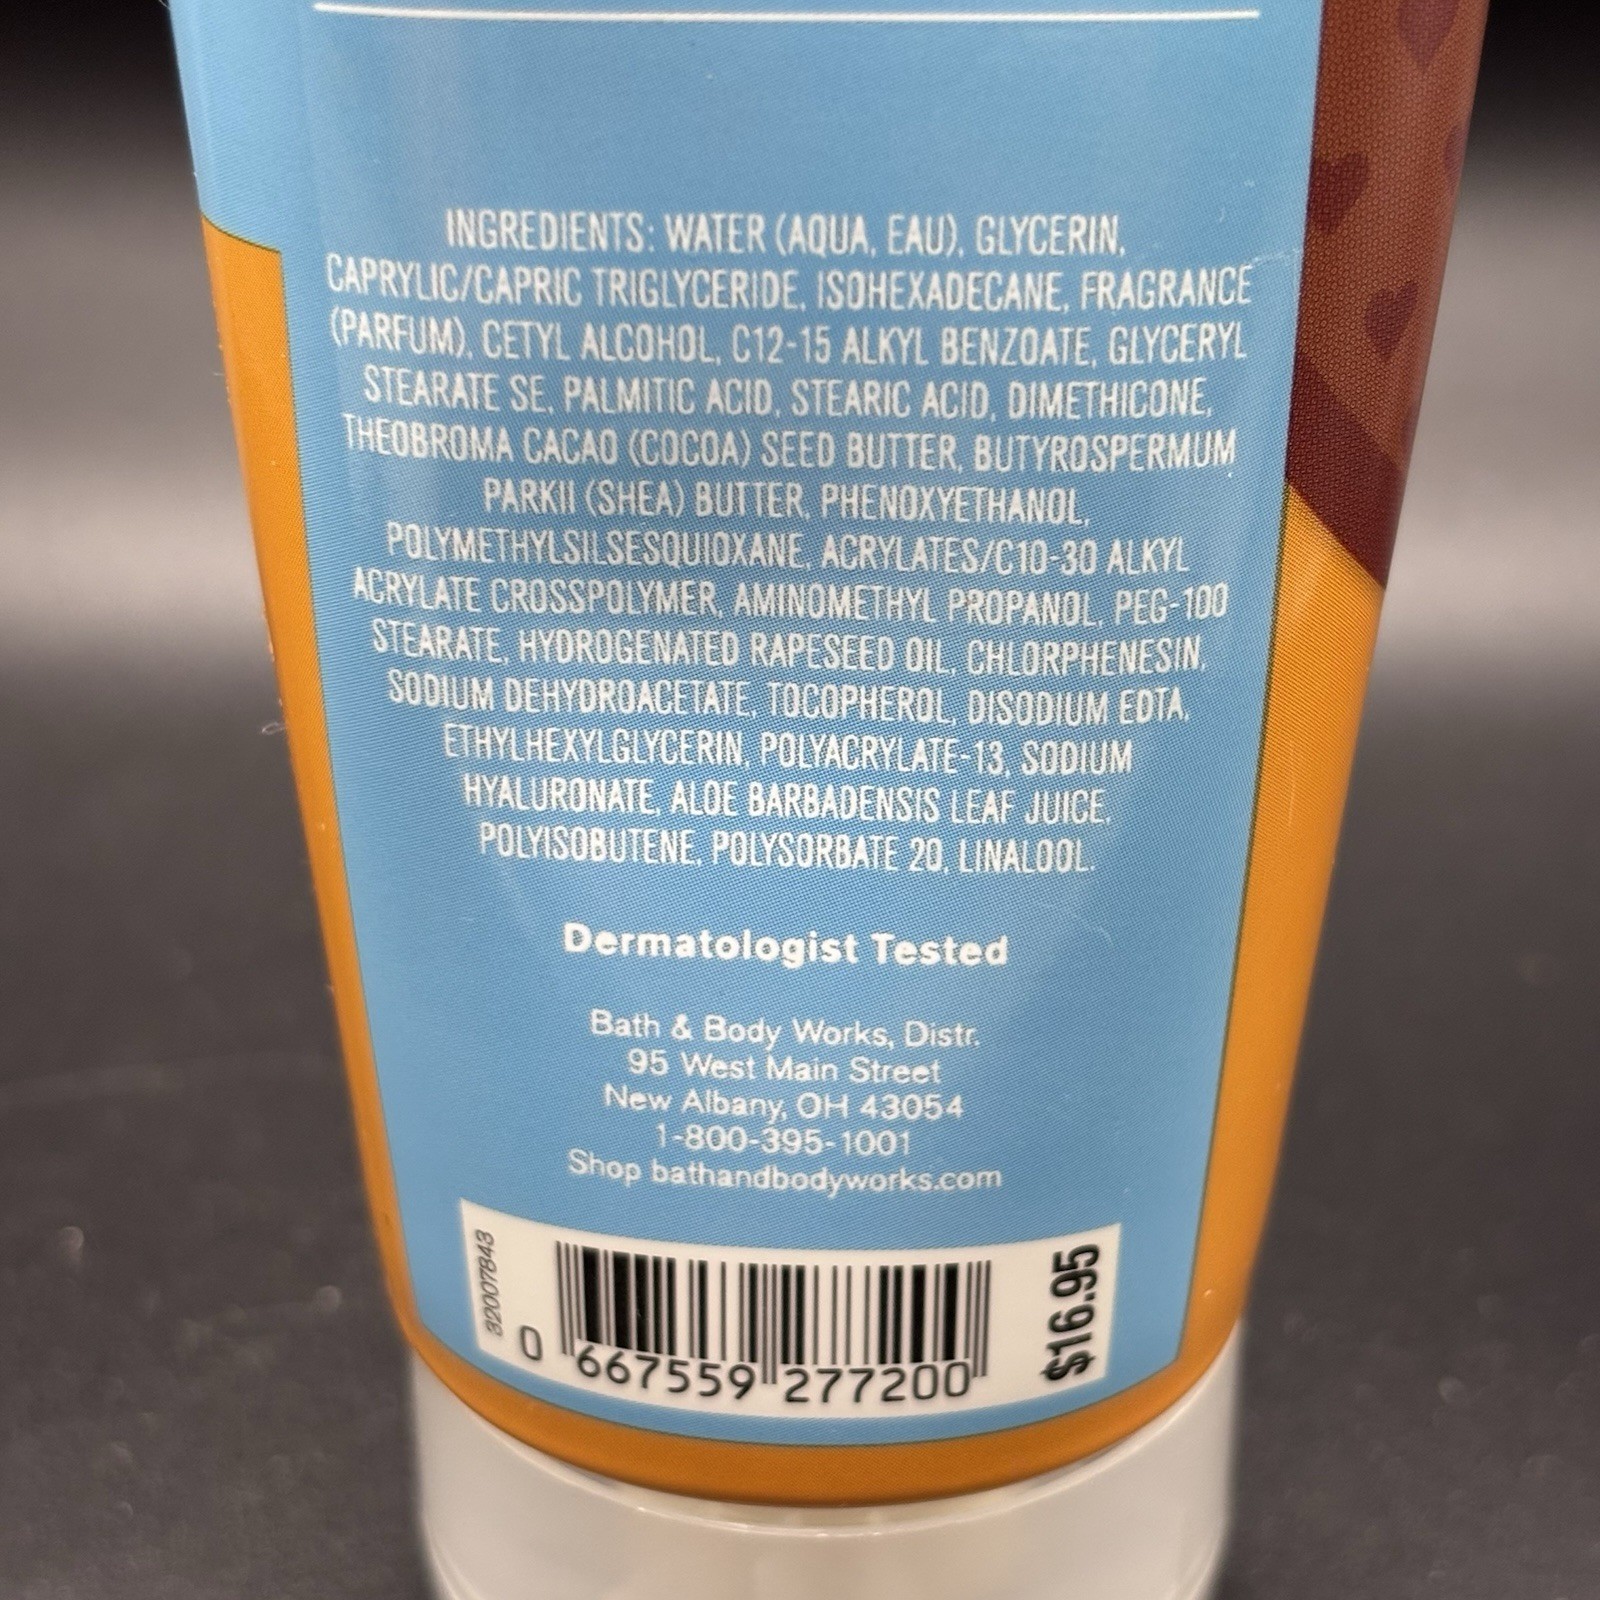 INGREDIENTS: WATER (AQUA, EAU), GLYCERIN,
CAPRYLIC/CAPRIC TRIGLYCERIDE, ISOHEXADECANE, FRAGRANCE
(PARFUM), CETYL ALCOHOL, C12-15 ALKYL BENZOATE, GLYCERYL
STEARATE SE, PALMITIC ACID, STEARIC ACID, DIMETHICONE,
THEOBROMA CACAO (COCOA) SEED BUTTER, BUTYROSPERMUM
PARKII (SHEA) BUTTER, PHENOXYETHANOL,
POLYMETHYLSILSESQUIOXANE, ACRYLATES/C10-30 ALKYL
ACRYLATE CROSSPOLYMER, AMINOMETHYL PROPANOL, PEG-100
STEARATE, HYDROGENATED RAPESEED OIL, CHLORPHENESIN,
SODIUM DEHYDROACETATE, TOCOPHEROL, DISODIUM EDTA,
ETHYLHEXYLGLYCERIN, POLYACRYLATE-13, SODIUM
HYALURONATE, ALOE BARBADENSIS LEAF JUICE,
POLYISOBUTENE, POLYSORBATE 20, LINALOOL.
Dermatologist Tested
Bath & Body Works, Distr.
95 West Main Street
New Albany, OH 43054
1-800-395-1001
Shop bathandbodyworks.com
32007843
0 667559 277200
$16.95